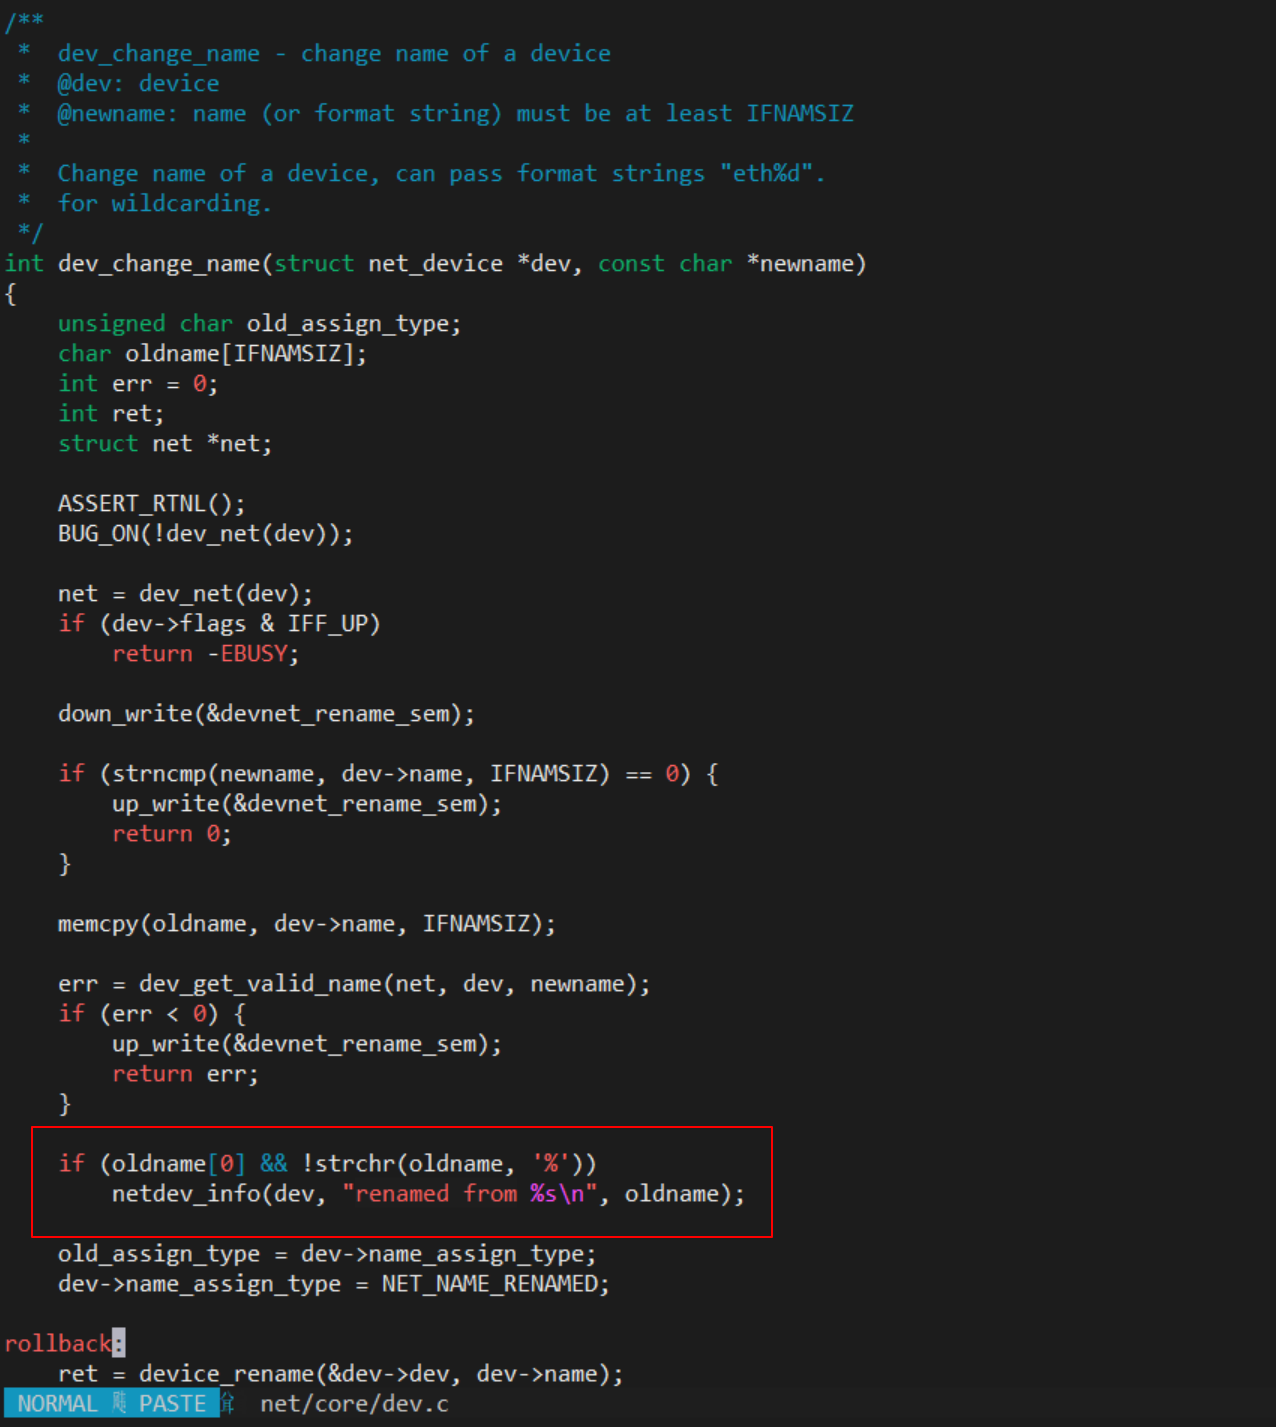 /**
 *  dev_change_name - change name of a device
 *  @dev: device
 *  @newname: name (or format string) must be at least IFNAMSIZ
 *
 *  Change name of a device, can pass format strings "eth%d".
 *  for wildcarding.
 */
int dev_change_name(struct net_device *dev, const char *newname)
{
    unsigned char old_assign_type;
    char oldname[IFNAMSIZ];
    int err = 0;
    int ret;
    struct net *net;

    ASSERT_RTNL();
    BUG_ON(!dev_net(dev));

    net = dev_net(dev);
    if (dev->flags & IFF_UP)
        return -EBUSY;

    down_write(&devnet_rename_sem);

    if (strncmp(newname, dev->name, IFNAMSIZ) == 0) {
        up_write(&devnet_rename_sem);
        return 0;
    }

    memcpy(oldname, dev->name, IFNAMSIZ);

    err = dev_get_valid_name(net, dev, newname);
    if (err < 0) {
        up_write(&devnet_rename_sem);
        return err;
    }

    if (oldname[0] && !strchr(oldname, '%'))
        netdev_info(dev, "renamed from %s\n", oldname);

    old_assign_type = dev->name_assign_type;
    dev->name_assign_type = NET_NAME_RENAMED;

rollback:
    ret = device_rename(&dev->dev, dev->name);
NORMAL PASTE net/core/dev.c